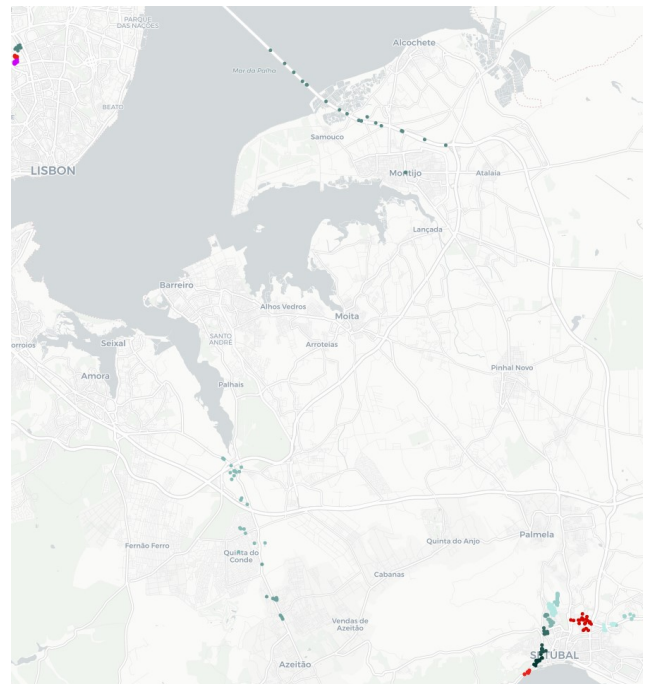 PARQUE
DAS NAÇÕES
Alcochete
Mar da Palha
BEATO
Samouco
LISBON
Montijo
Atalaia
Lançada
Barreiro
Alhos Vedros
Moita
SANTO
ANDRÉ
Arroteias
Seixal
orroios
Pinhal Novo
Amora
Palhais
Palmela
Quinta do Anjo
Fernão Ferro
Quinta do
Conde
Cabanas
Vendas de
Azeitão
SETÚBAL
Azeitão